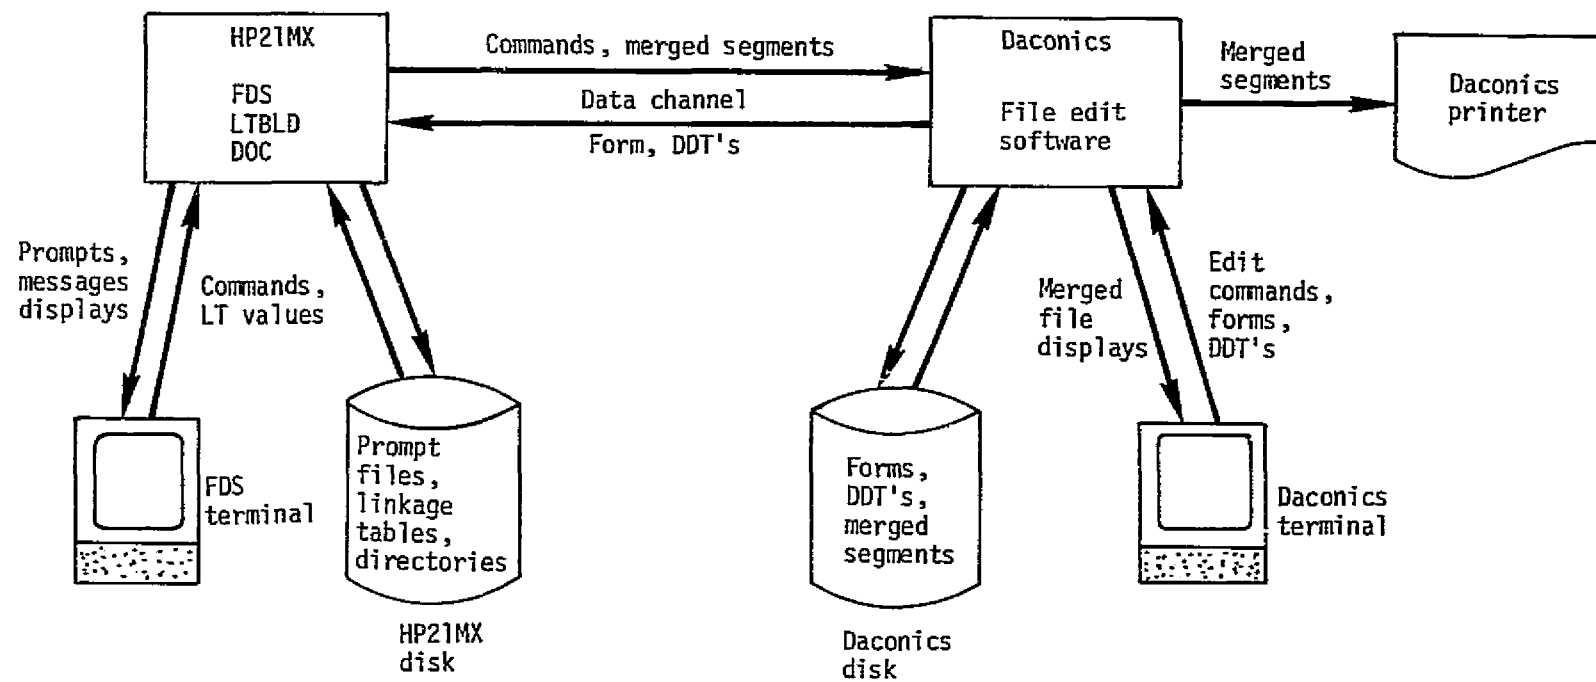 HP21MX
FDS
LTBLD
DOC
Commands, merged segments
Data channel
Form, DDT's
Daconics
File edit
software
Merged
segments
Daconics
printer
Prompts,
messages
displays
Commands,
LT values
Merged
file
displays
Edit
commands,
forms,
DDT's
FDS
terminal
Prompt
files,
linkage
tables,
directories
HP21MX
disk
Forms,
DDT's,
merged
segments
Daconics
disk
Daconics
terminal